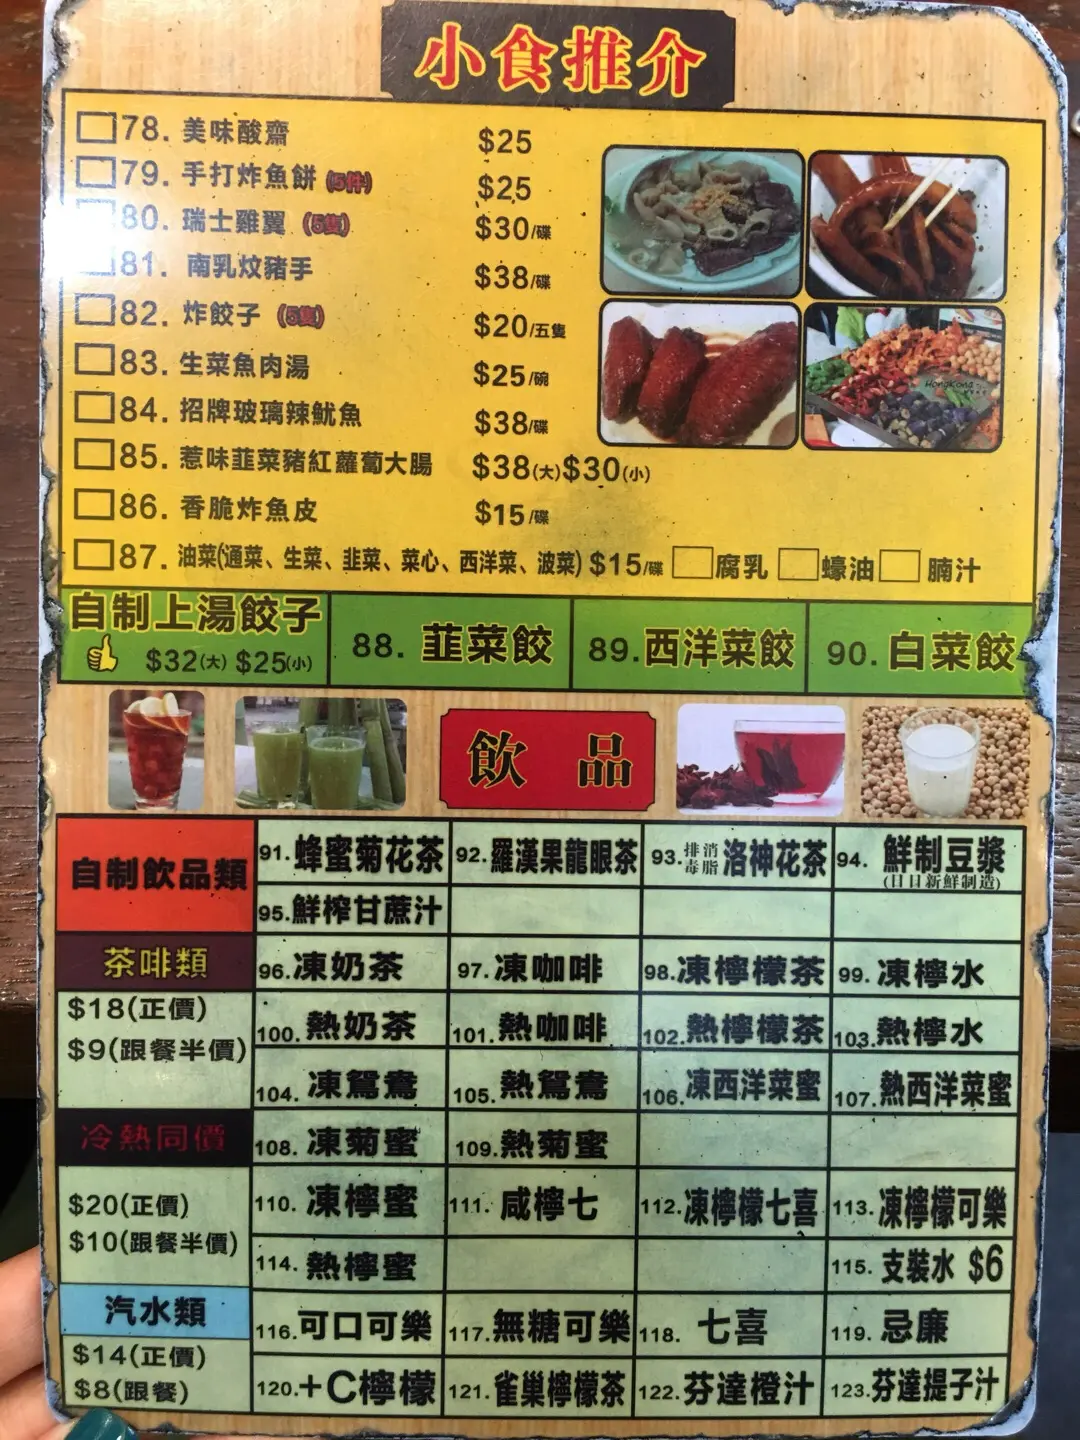 小食推介
78. 美味酸齋 $25
79. 手打炸魚餅 (5件) $25
80. 瑞士雞翼 (5隻) $30/碟
81. 南乳炆豬手 $38/碟
82. 炸餃子 (5隻) $20/五隻
83. 生菜魚肉湯 $25/碗
84. 招牌玻璃辣魷魚 $38/碟
85. 惹味韮菜豬紅蘿蔔大腸 $38(大)$30(小)
86. 香脆炸魚皮 $15/碟
87. 油菜(通菜、生菜、韮菜、菜心、西洋菜、波菜) $15/碟 腐乳 蠔油 腩汁
HongKong
自制上湯餃子
$32(大) $25(小)
88. 韮菜餃 89.西洋菜餃 90.白菜餃
飲品
自制飲品類
91.蜂蜜菊花茶 92.羅漢果龍眼茶 93.排毒消脂洛神花茶 94. 鮮制豆漿
(日日新鮮制造)
95.鮮榨甘蔗汁
茶啡類
96.凍奶茶 97.凍咖啡 98.凍檸檬茶 99.凍檸水
$18(正價)
$9(跟餐半價)
100.熱奶茶 101.熱咖啡 102.熱檸檬茶 103.熱檸水
104.凍鴛鴦 105.熱鴛鴦 106.凍西洋菜蜜 107.熱西洋菜蜜
冷熱同價
108.凍菊蜜 109.熱菊蜜
$20(正價)
$10(跟餐半價)
110.凍檸蜜 111.咸檸七 112.凍檸檬七喜 113.凍檸檬可樂
114.熱檸蜜 115.支裝水 $6
汽水類
$14(正價)
$8(跟餐)
116.可口可樂 117.無糖可樂 118.七喜 119.忌廉
120.+C檸檬 121.雀巢檸檬茶 122.芬達橙汁 123.芬達提子汁